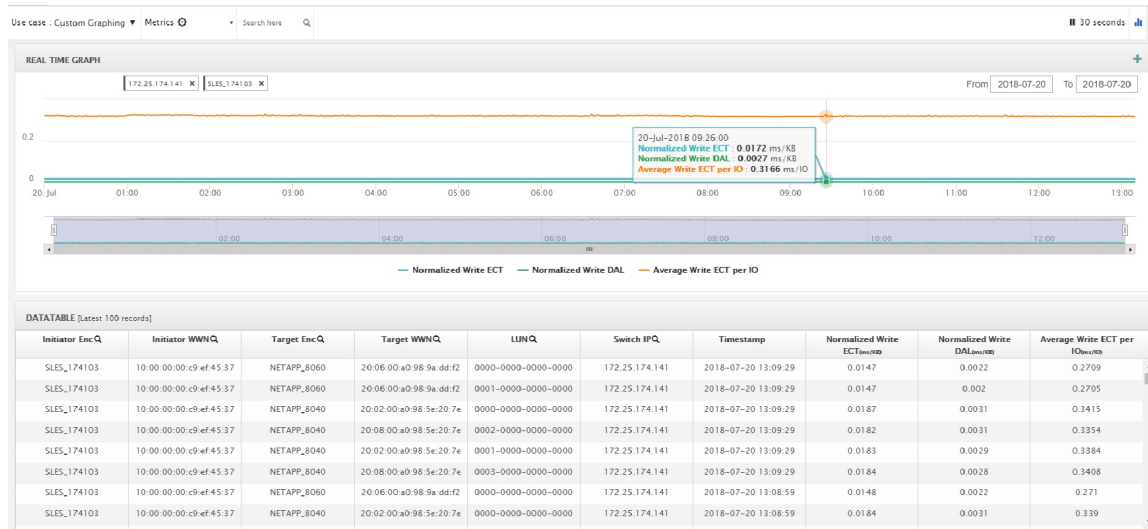 Use case : Custom Graphing ▼ Metrics Search here 30 seconds
REAL TIME GRAPH +
172.25.174.141 × SLES_174103 × From 2018-07-20 To 2018-07-20
0.2
20-Jul-2018 09:26:00
Normalized Write ECT : 0.0172 ms/KB
Normalized Write DAL : 0.0027 ms/KB
Average Write ECT per IO : 0.3166 ms/IO
0
20. Jul 01:00 02:00 03:00 04:00 05:00 06:00 07:00 08:00 09:00 10:00 11:00 12:00 13:00
02:00 04:00 06:00 08:00 10:00 12:00
Normalized Write ECT Normalized Write DAL Average Write ECT per IO
DATATABLE [Latest 100 records]
Initiator Enc Initiator WWN Target Enc Target WWN LUN Switch IP Timestamp Normalized Write ECT(ms/KB) Normalized Write DAL(ms/KB) Average Write ECT per IO(ms/IO)
SLES_174103 10:00:00:00:c9:ef:45:37 NETAPP_8060 20:06:00:a0:98:9a:dd:f2 0000-0000-0000-0000 172.25.174.141 2018-07-20 13:09:29 0.0147 0.0022 0.2709
SLES_174103 10:00:00:00:c9:ef:45:37 NETAPP_8060 20:06:00:a0:98:9a:dd:f2 0001-0000-0000-0000 172.25.174.141 2018-07-20 13:09:29 0.0147 0.002 0.2705
SLES_174103 10:00:00:00:c9:ef:45:37 NETAPP_8040 20:02:00:a0:98:5e:20:7e 0000-0000-0000-0000 172.25.174.141 2018-07-20 13:09:29 0.0187 0.0031 0.3415
SLES_174103 10:00:00:00:c9:ef:45:37 NETAPP_8040 20:08:00:a0:98:5e:20:7e 0002-0000-0000-0000 172.25.174.141 2018-07-20 13:09:29 0.0182 0.0031 0.3354
SLES_174103 10:00:00:00:c9:ef:45:37 NETAPP_8040 20:02:00:a0:98:5e:20:7e 0001-0000-0000-0000 172.25.174.141 2018-07-20 13:09:29 0.0183 0.0029 0.3384
SLES_174103 10:00:00:00:c9:ef:45:37 NETAPP_8040 20:08:00:a0:98:5e:20:7e 0003-0000-0000-0000 172.25.174.141 2018-07-20 13:09:29 0.0184 0.0028 0.3408
SLES_174103 10:00:00:00:c9:ef:45:37 NETAPP_8060 20:06:00:a0:98:9a:dd:f2 0000-0000-0000-0000 172.25.174.141 2018-07-20 13:08:59 0.0148 0.0022 0.271
SLES_174103 10:00:00:00:c9:ef:45:37 NETAPP_8040 20:02:00:a0:98:5e:20:7e 0000-0000-0000-0000 172.25.174.141 2018-07-20 13:08:59 0.0184 0.0031 0.339